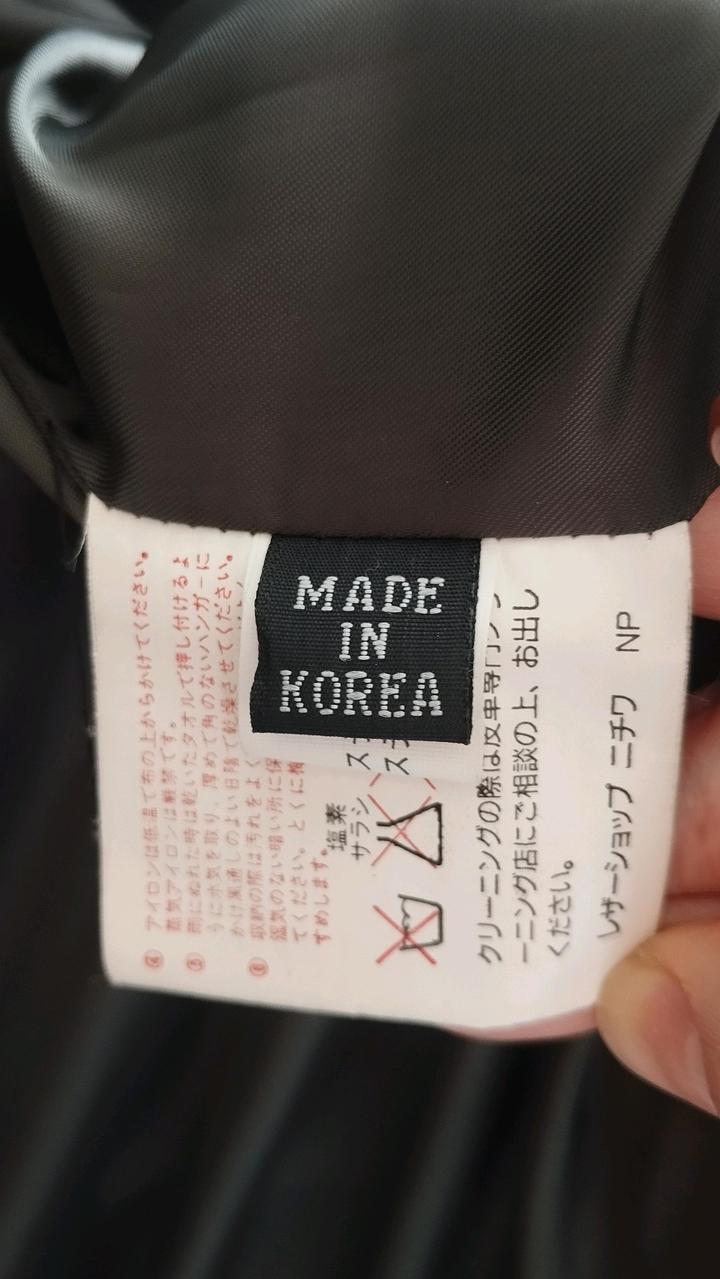 MADE
IN
KOREA
④ アイロンは低温で布の上からかけてください。
蒸気アイロンは厳禁です。
⑤ 雨にぬれた時は乾いたタオルで押し付けるよ
うに水気を取り、厚めで角のないハンガーに
かけ風通しのよい日陰で乾燥させてください。
⑥ 収納の際は汚れをよく
湿気のない暗い所に保
てください。とくに
すめします。
塩素
サラシ
クリーニングの際は皮革専門クリ
ーニング店にご相談の上、お出し
ください。
レザーショップ ニチワ NP